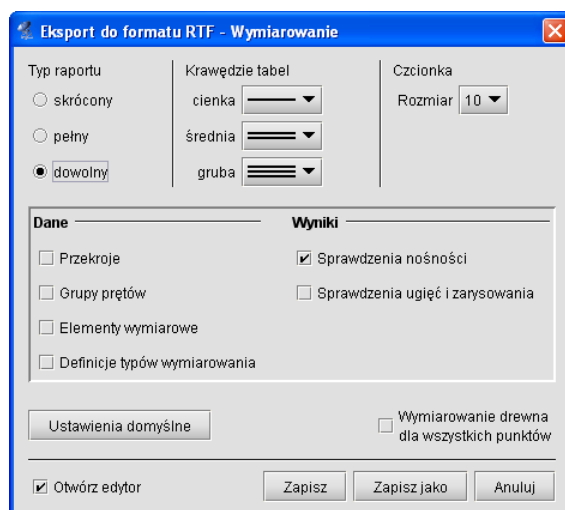 Eksport do formatu RTF - Wymiarowanie
Typ raportu
skrócony
pełny
dowolny
Krawędzie tabel
cienka
średnia
gruba
Czcionka
Rozmiar 10
Dane
Przekroje
Grupy prętów
Elementy wymiarowe
Definicje typów wymiarowania
Wyniki
Sprawdzenia nośności
Sprawdzenia ugięć i zarysowania
Ustawienia domyślne
Wymiarowanie drewna
dla wszystkich punktów
Otwórz edytor
Zapisz
Zapisz jako
Anuluj